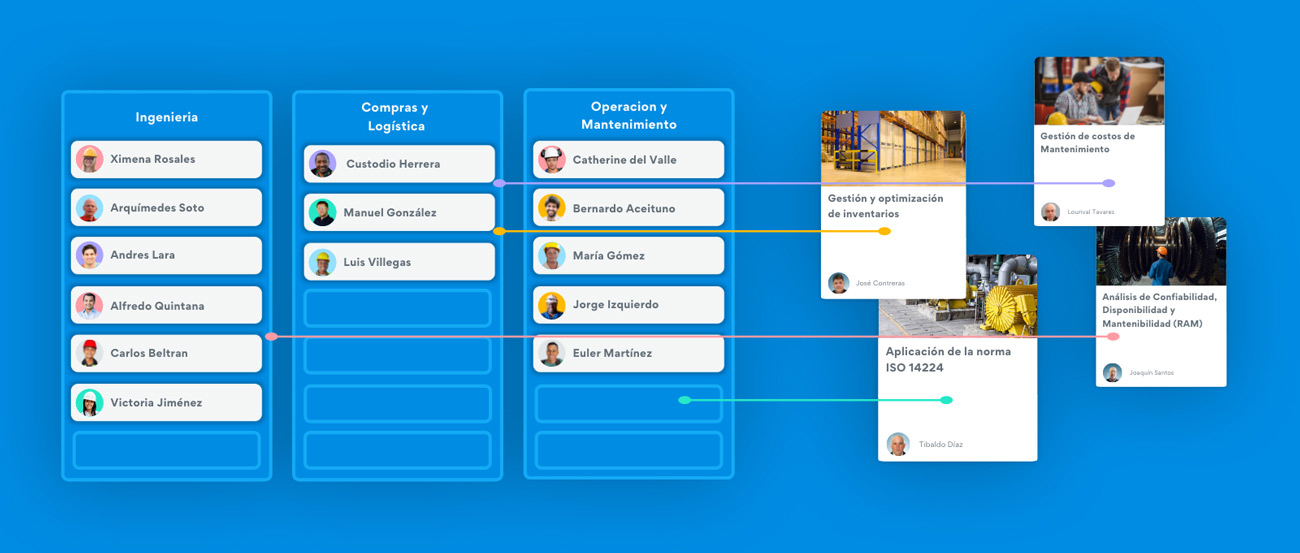 Ingenieria
Ximena Rosales
Arquímedes Soto
Andres Lara
Alfredo Quintana
Carlos Beltran
Victoria Jiménez
Compras y
Logística
Custodio Herrera
Manuel González
Luis Villegas
Operacion y
Mantenimiento
Catherine del Valle
Bernardo Aceituno
María Gómez
Jorge Izquierdo
Euler Martínez
Gestión y optimización
de inventarios
José Contreras
Gestión de costos de
Mantenimiento
Lourival Tavares
Aplicación de la norma
ISO 14224
Tibaldo Díaz
Análisis de Confiabilidad,
Disponibilidad y
Mantenibilidad (RAM)
Joaquín Santos